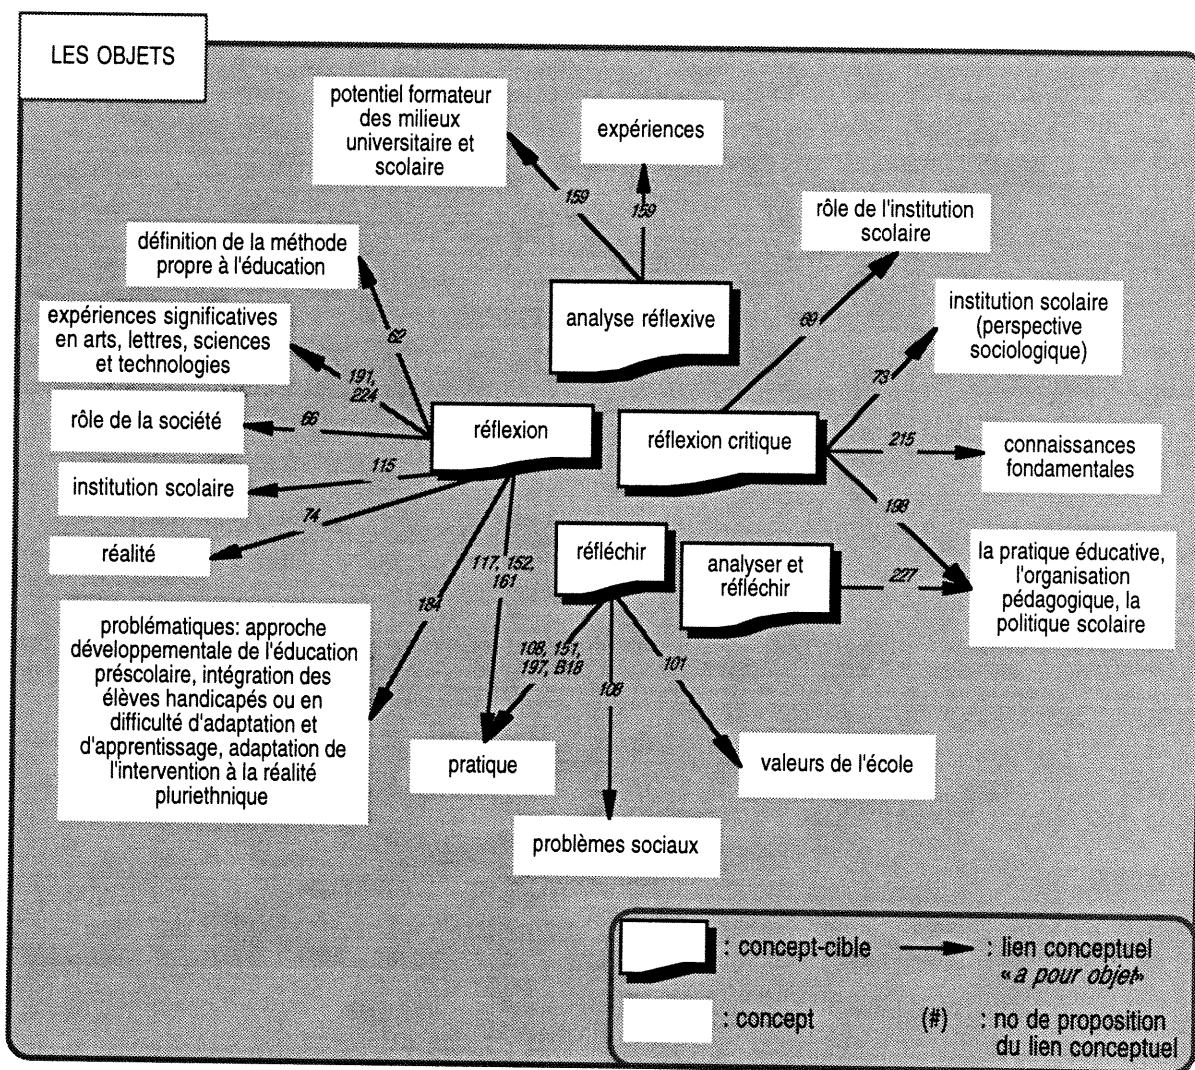 LES OBJETS
potentiel formateur
des milieux
universitaire et
scolaire
expériences
159
159
rôle de l'institution
scolaire
définition de la méthode
propre à l'éducation
expériences significatives
en arts, lettres, sciences
et technologies
analyse réflexive
institution scolaire
(perspective
sociologique)
62
69
73
191,
224
rôle de la société
66
réflexion
réflexion critique
215
connaissances
fondamentales
institution scolaire
115
198
réalité
74
réfléchir
analyser et
réfléchir
227
la pratique éducative,
l'organisation
pédagogique, la
politique scolaire
117, 152,
161
184
problématiques: approche
développementale de l'éducation
préscolaire, intégration des
élèves handicapés ou en
difficulté d'adaptation et
d'apprentissage, adaptation de
l'intervention à la réalité
pluriethnique
108, 151,
197, B18
108
101
pratique
valeurs de l'école
problèmes sociaux
: concept-cible
: lien conceptuel
«a pour objet»
: concept
(#)
: no de proposition
du lien conceptuel